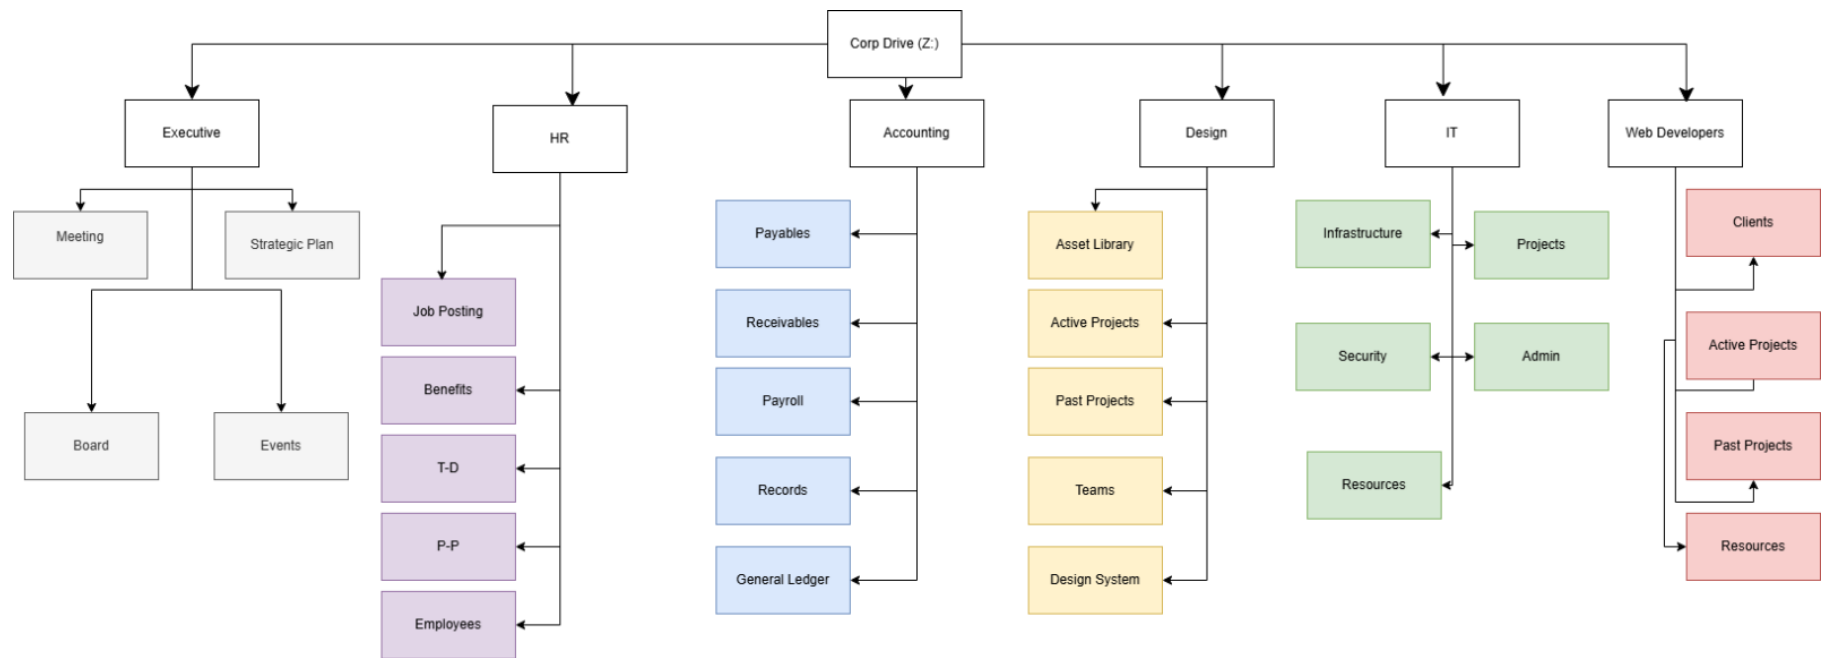 Corp Drive (Z:)
Executive
HR
Accounting
Design
IT
Web Developers
Meeting
Strategic Plan
Board
Events
Job Posting
Benefits
T-D
P-P
Employees
Payables
Receivables
Payroll
Records
General Ledger
Asset Library
Active Projects
Past Projects
Teams
Design System
Infrastructure
Projects
Security
Admin
Resources
Clients
Active Projects
Past Projects
Resources